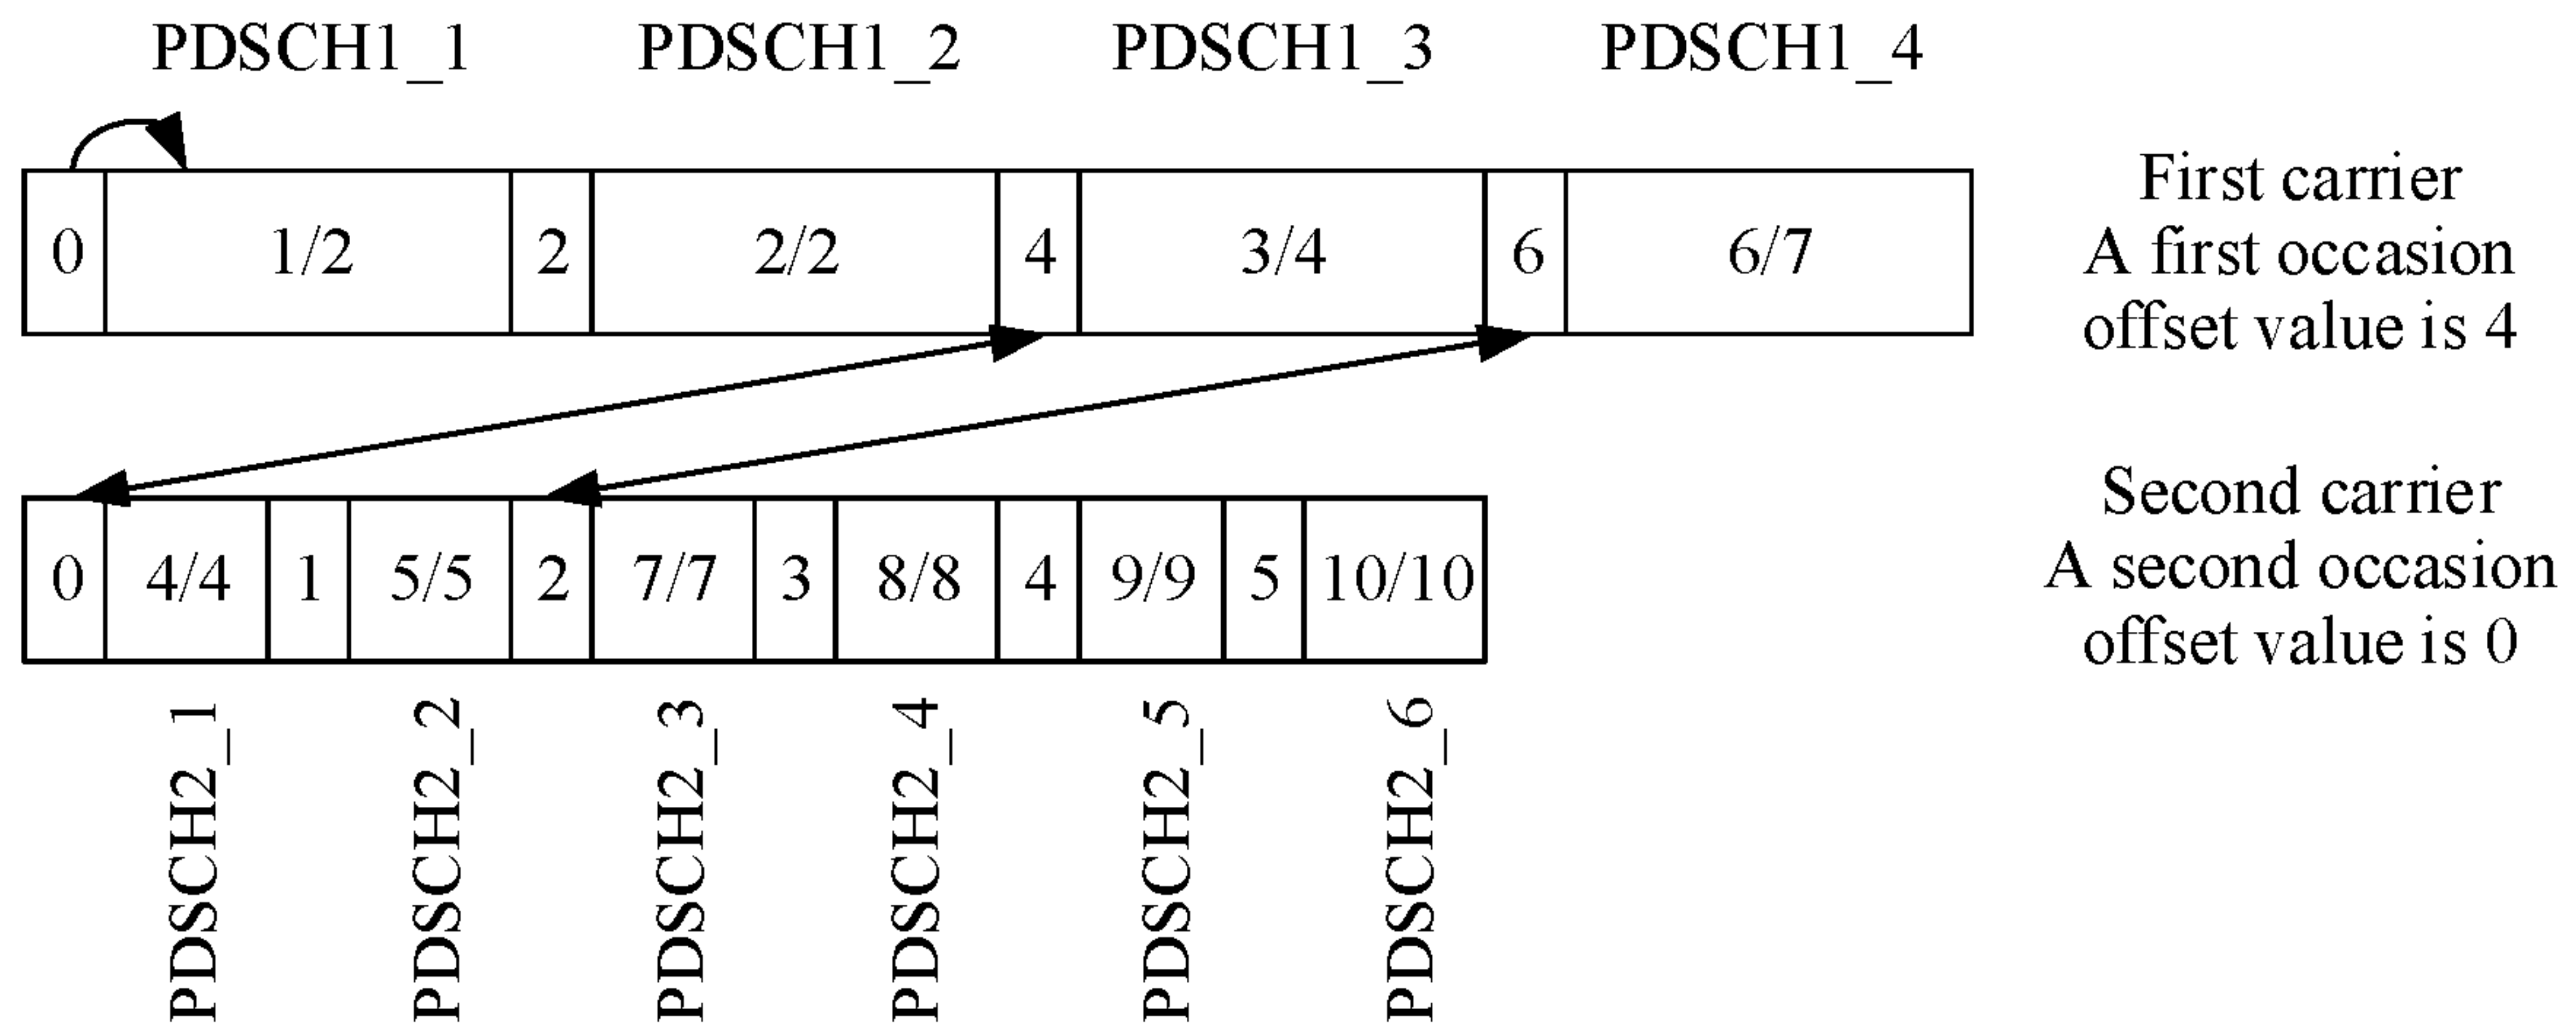 PDSCH1_1 PDSCH1_2 PDSCH1_3 PDSCH1_4
0 1/2 2 2/2 4 3/4 6 6/7
First carrier
A first occasion
offset value is 4
0 4/4 1 5/5 2 7/7 3 8/8 4 9/9 5 10/10
Second carrier
A second occasion
offset value is 0
PDSCH2_1
PDSCH2_2
PDSCH2_3
PDSCH2_4
PDSCH2_5
PDSCH2_6